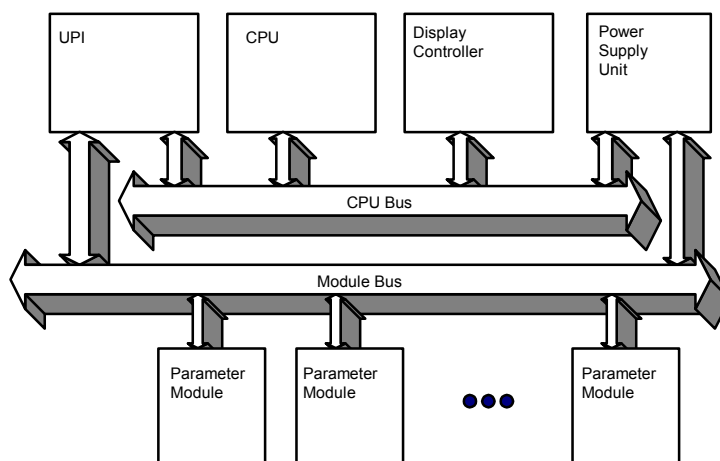 UPI
CPU
Display
Controller
Power
Supply
Unit
CPU Bus
Module Bus
Parameter
Module
Parameter
Module
Parameter
Module